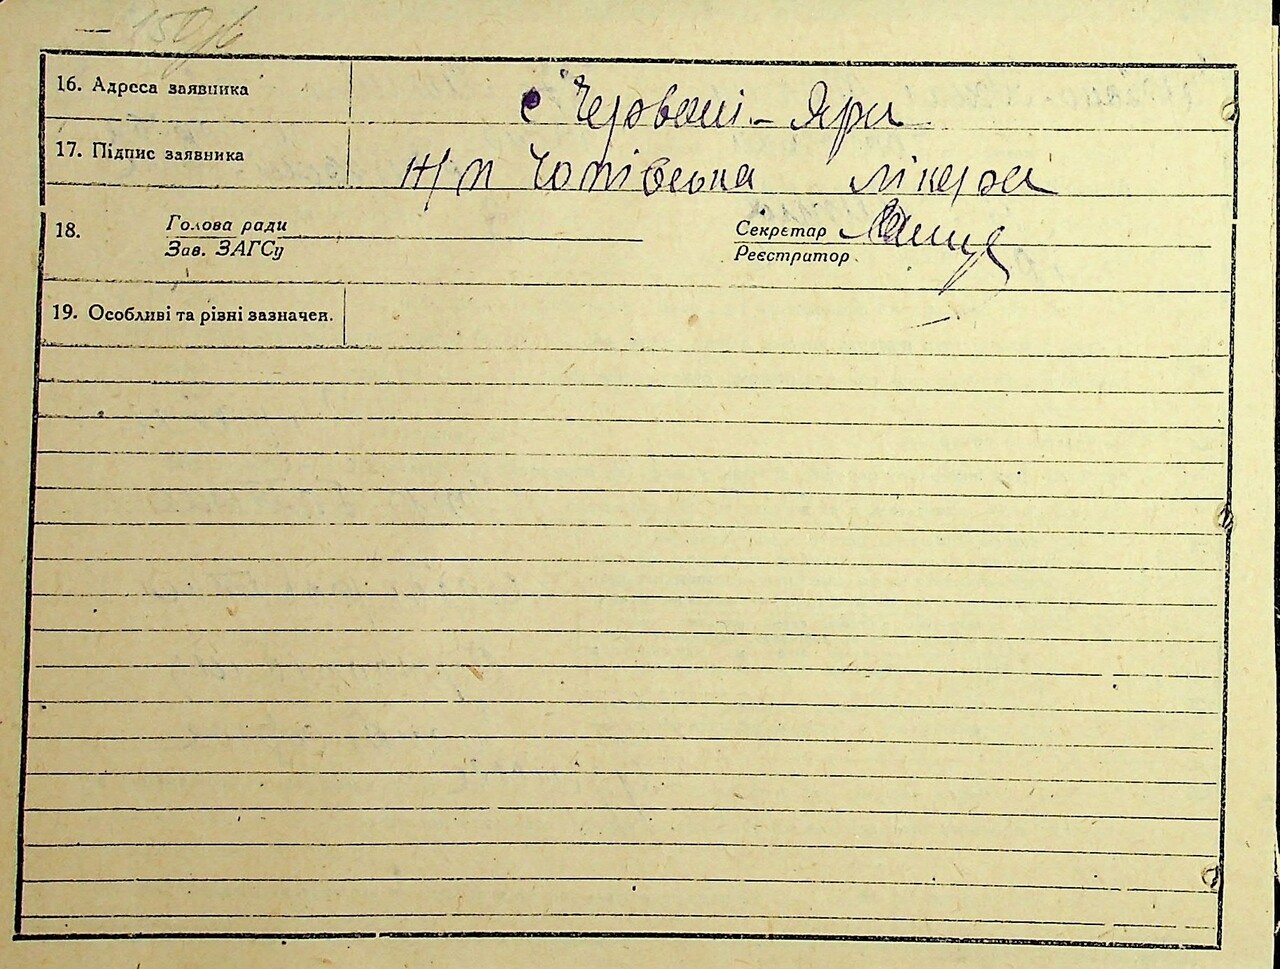 16. Адреса заявника с Червоні-Яри
17. Підпис заявника н/п Чопівська Лікера
18. Голова ради Секретар
Зав. ЗАГСу Реєстратор
19. Особливі та рівні зазначен.